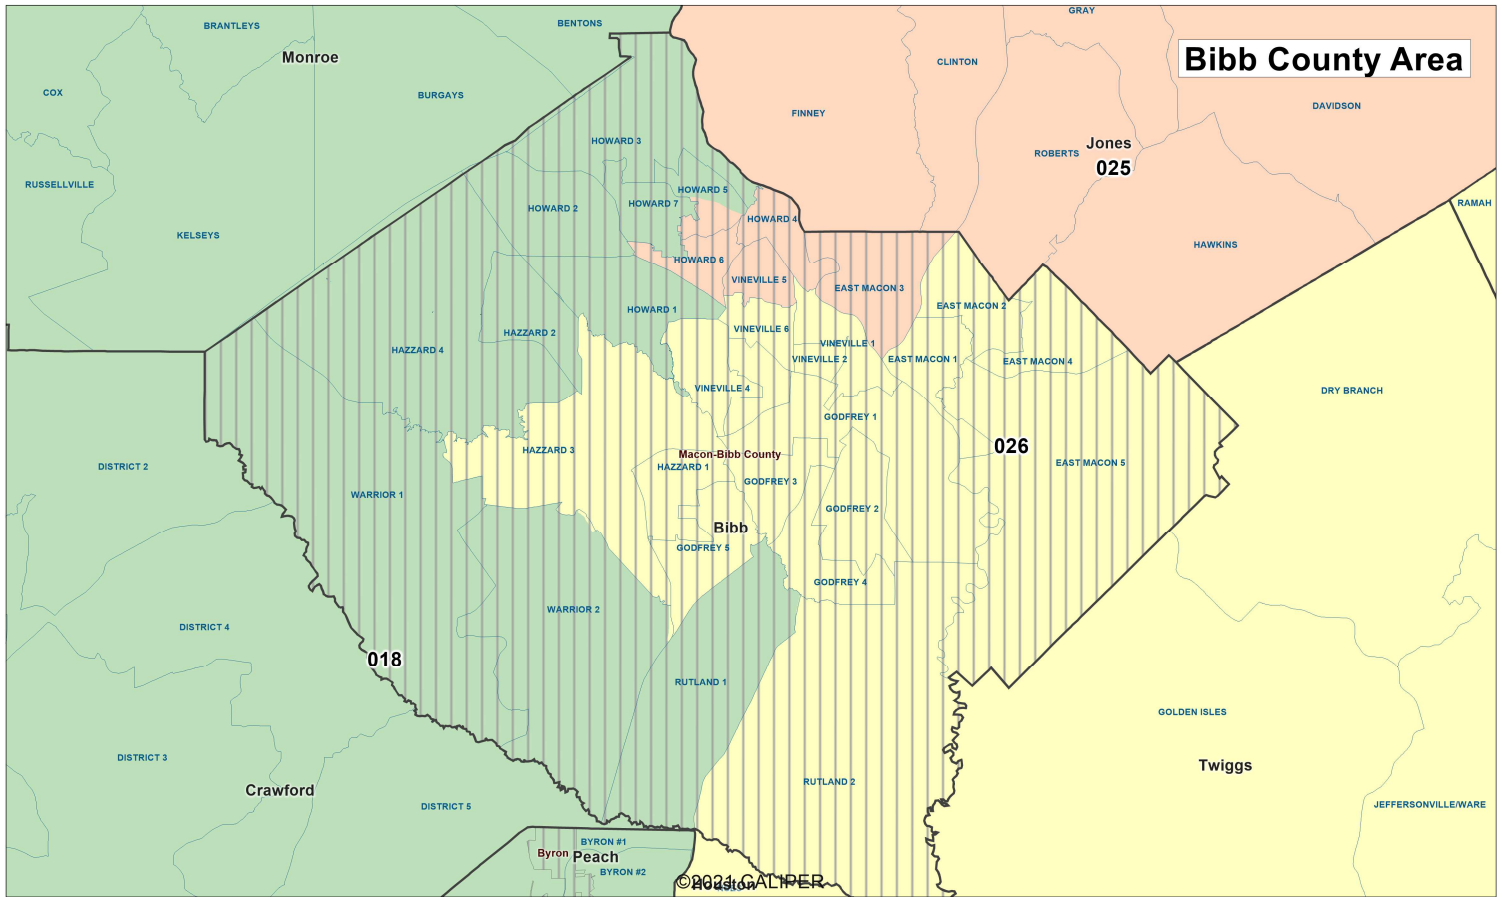 GRAY
BRANTLEYS
BENTONS
Monroe
Bibb County Area
CLINTON
COX
BURGAYS
DAVIDSON
FINNEY
HOWARD 3
Jones
ROBERTS
025
RUSSELLVILLE
HOWARD 5
HOWARD 7
RAMAH
HOWARD 2
HOWARD 4
KELSEYS
HAWKINS
HOWARD 6
VINEVILLE 5
EAST MACON 3
EAST MACON 2
HOWARD 1
VINEVILLE 6
HAZZARD 2
VINEVILLE 1
HAZZARD 4
VINEVILLE 2
EAST MACON 1
EAST MACON 4
VINEVILLE 4
DRY BRANCH
GODFREY 1
026
HAZZARD 3
Macon-Bibb County
DISTRICT 2
HAZZARD 1
EAST MACON 5
GODFREY 3
WARRIOR 1
GODFREY 2
Bibb
GODFREY 5
GODFREY 4
WARRIOR 2
DISTRICT 4
018
RUTLAND 1
GOLDEN ISLES
DISTRICT 3
Twiggs
RUTLAND 2
Crawford
DISTRICT 5
JEFFERSONVILLE/WARE
BYRON #1
Byron
Peach
BYRON #2
©2021 CALIPER
Houston